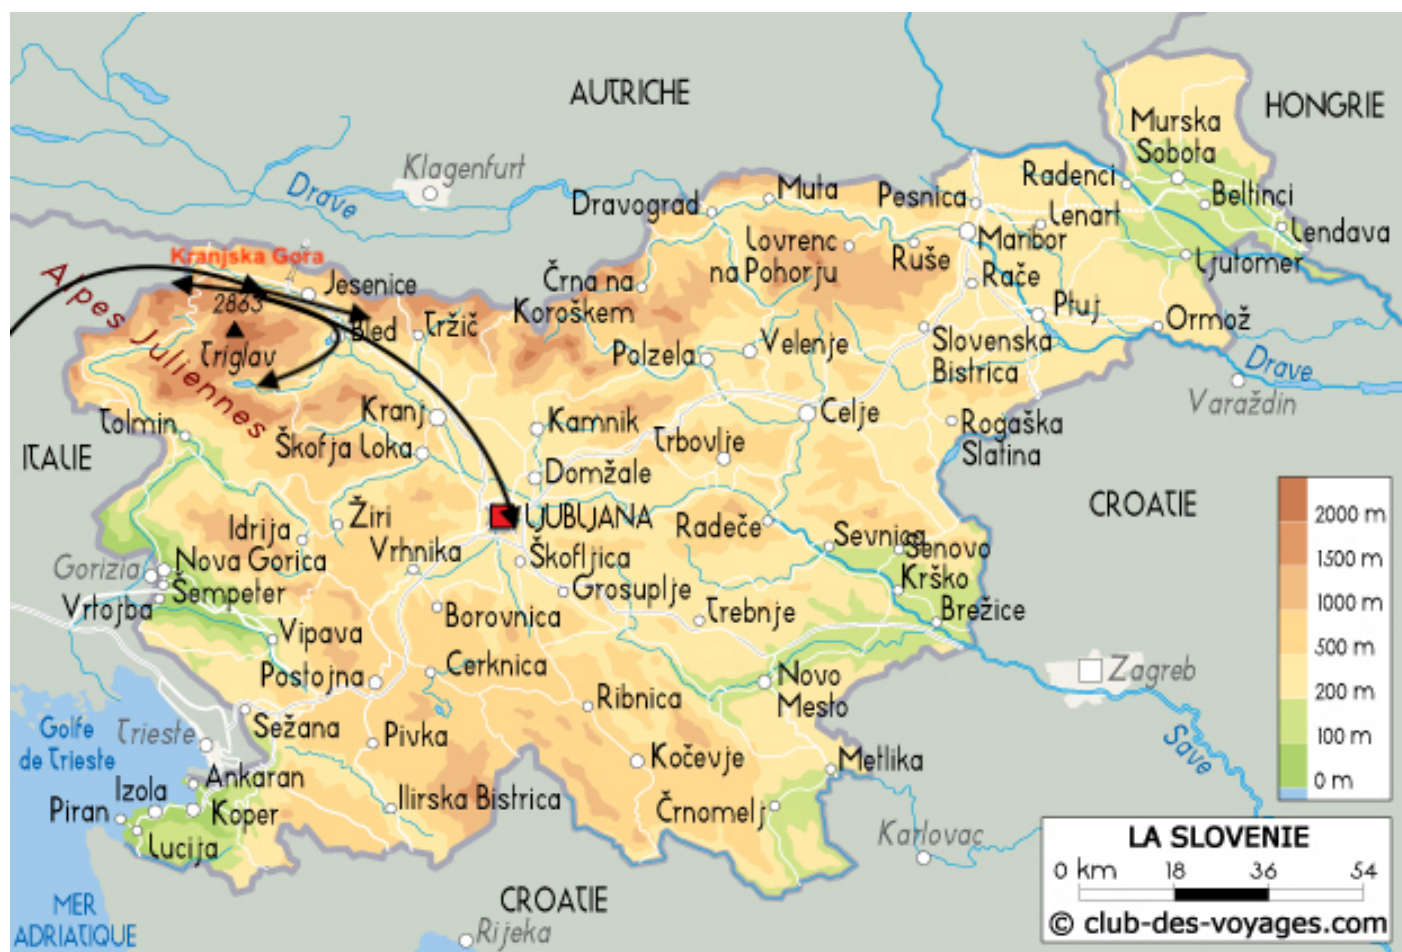 AUTRICHE
HONGRIE
Murska
Sobota
Klagenfurt
Radenci
Beltinci
Drave
Muta
Pesnica
Dravograd
Lenart
Lendava
Kranjska Gora
Lovrenc
na Pohorju
Ruše
Maribor
Ljutomer
Jesenice
Črna na
Koroškem
Rače
2863
Alpes Juliennes
Triglav
Bled
Tržič
Ptuj
Ormož
Polzela
Velenje
Slovenska
Bistrica
Drave
Varaždin
Tolmin
Kranj
Kamnik
Celje
Rogaška
Slatina
ITALIE
Škofja Loka
Trbovlje
Domžale
CROATIE
2000 m
1500 m
1000 m
500 m
200 m
100 m
0 m
Idrija
Žiri
LJUBLJANA
Radeče
Sevnica
Senovo
Vrhnika
Škofljica
Krško
Gorizia
Nova Gorica
Šempeter
Grosuplje
Brežice
Vrtojba
Borovnica
Trebnje
Vipava
Postojna
Cerknica
Zagreb
Ribnica
Novo
Mesto
Golfe
de Trieste
Trieste
Sežana
Pivka
Save
Kočevje
Metlika
Ankaran
Izola
Piran
Koper
Ilirska Bistrica
Črnomelj
Lucija
Karlovac
LA SLOVENIE
0 km 18 36 54
© club-des-voyages.com
CROATIE
MER
ADRIATIQUE
Rijeka